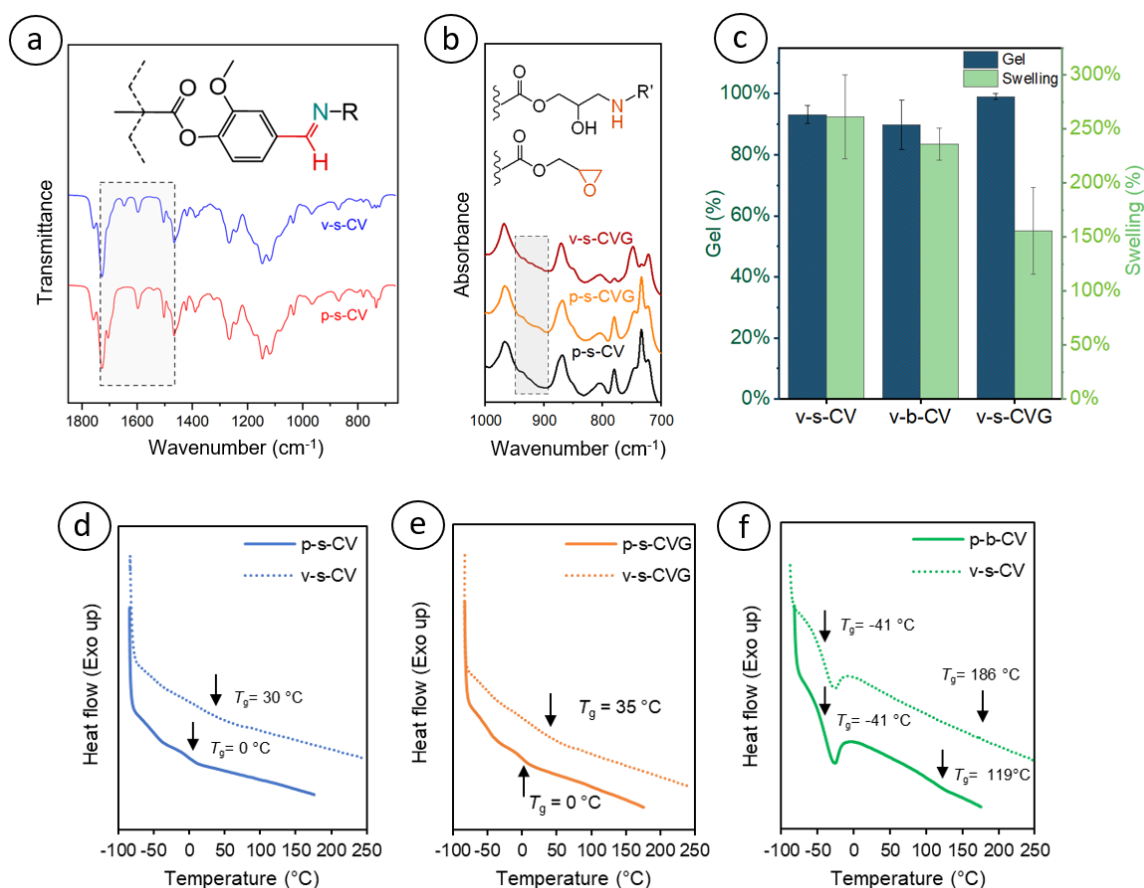 a
O
O
O
N
R
H
v-s-CV
p-s-CV
Transmittance
1800 1600 1400 1200 1000 800
Wavenumber (cm⁻¹)
b
O
O
N
R'
OH
H
O
O
O
v-s-CVG
p-s-CVG
p-s-CV
Absorbance
1000 900 800 700
Wavenumber (cm⁻¹)
c
Gel
Swelling
100%
80%
60%
40%
20%
0%
Gel (%)
300%
250%
200%
150%
100%
50%
0%
Swelling (%)
v-s-CV v-b-CV v-s-CVG
d
p-s-CV
v-s-CV
Tg= 30 °C
Tg= 0 °C
Heat flow (Exo up)
-100 -50 0 50 100 150 200 250
Temperature (°C)
e
p-s-CVG
v-s-CVG
Tg = 35 °C
Tg = 0 °C
Heat flow (Exo up)
-100 -50 0 50 100 150 200 250
Temperature (°C)
f
p-b-CV
v-s-CV
Tg= -41 °C
Tg= 186 °C
Tg= -41 °C
Tg= 119°C
Heat flow (Exo up)
-100 -50 0 50 100 150 200 250
Temperature (°C)